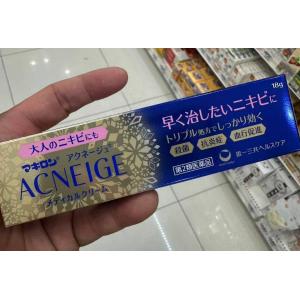 大人のニキビにも
マキロン
アクネージュ®
ACNEIGE
メディカルクリーム
18g
早く治したいニキビに
トリプル処方でしっかり効く
殺菌 抗炎症 血行促進
第2類医薬品
第一三共ヘルスケア